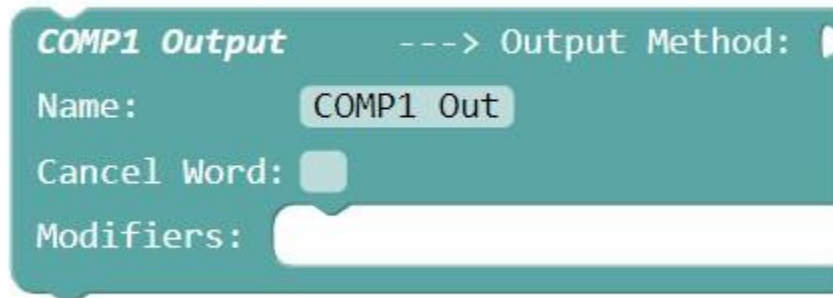 COMP1 Output ---> Output Method:
Name: COMP1 Out
Cancel Word:
Modifiers: